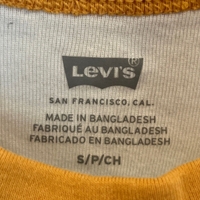 Levi's®
SAN FRANCISCO, CAL.
MADE IN BANGLADESH
FABRIQUÉ AU BANGLADESH
FABRICADO EN BANGLADESH
S/P/CH